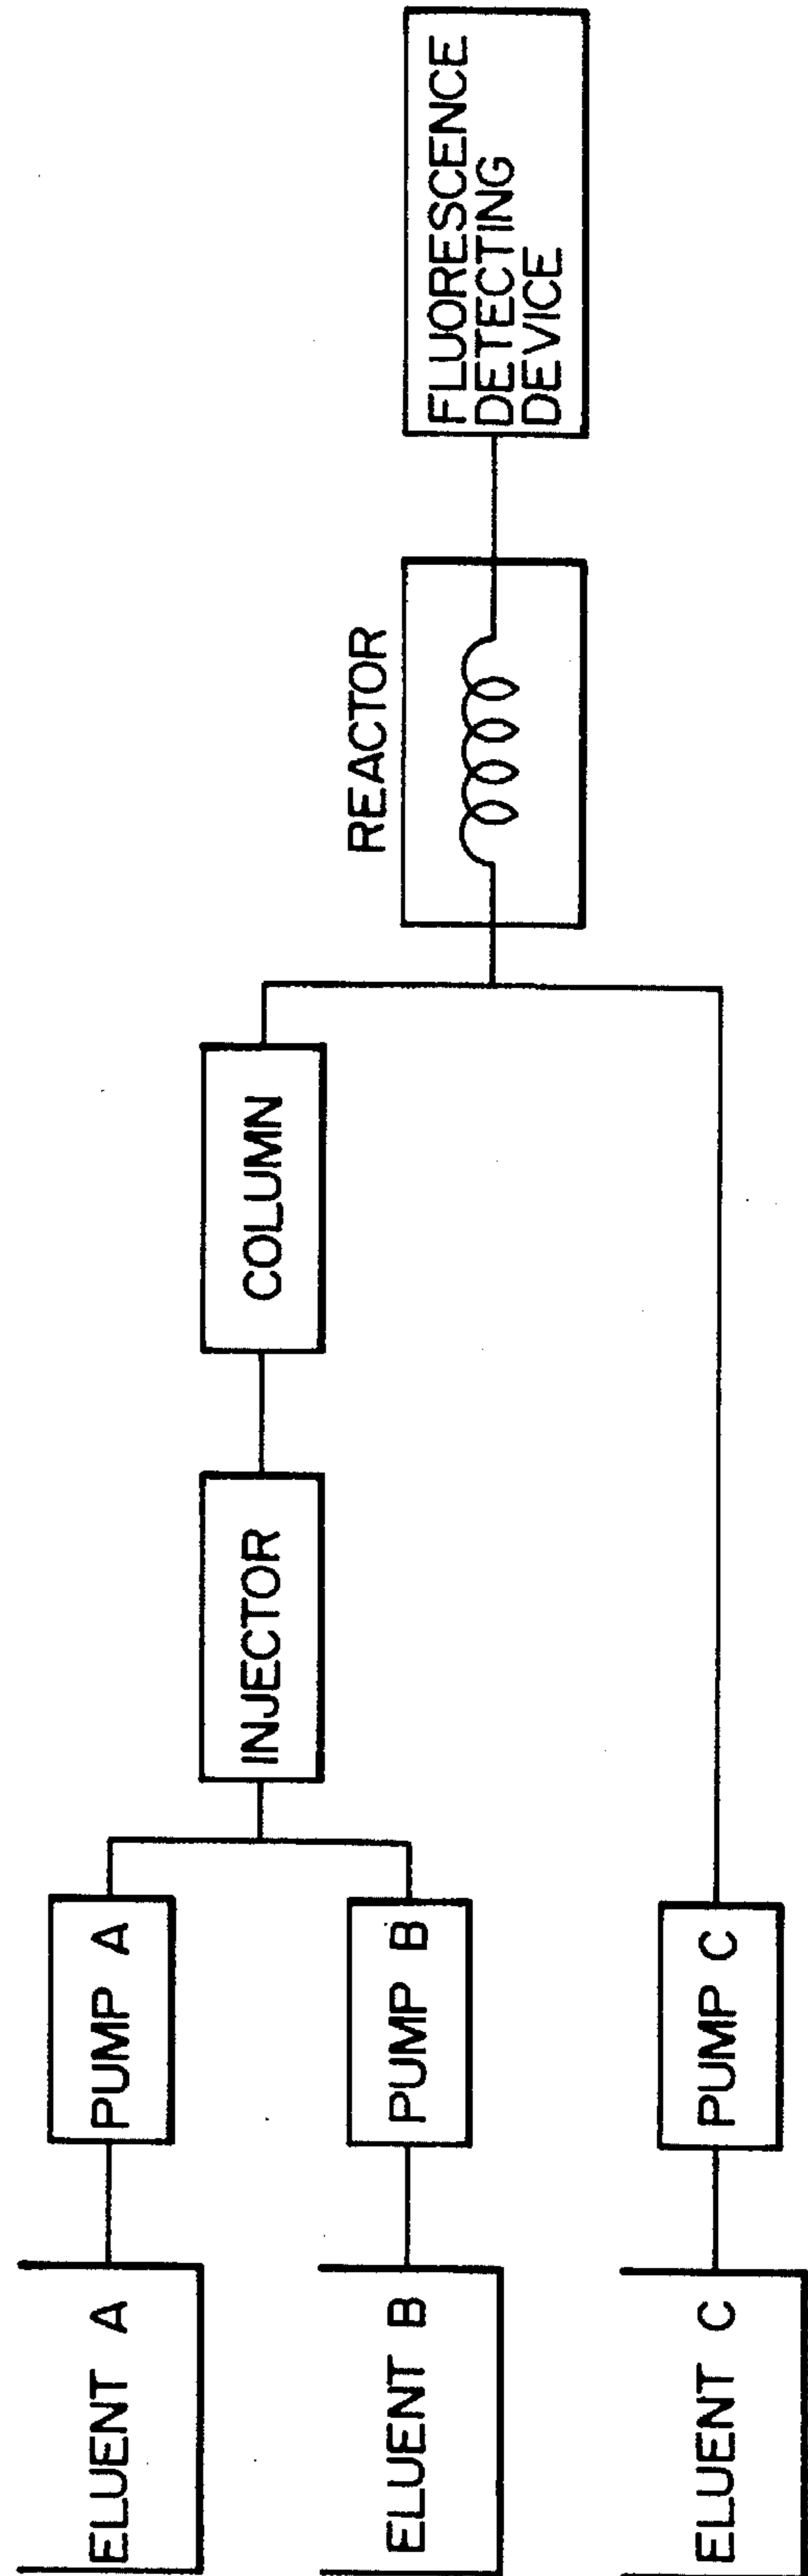 ELUENT A
PUMP A
ELUENT B
PUMP B
INJECTOR
COLUMN
ELUENT C
PUMP C
REACTOR
FLUORESCENCE
DETECTING
DEVICE